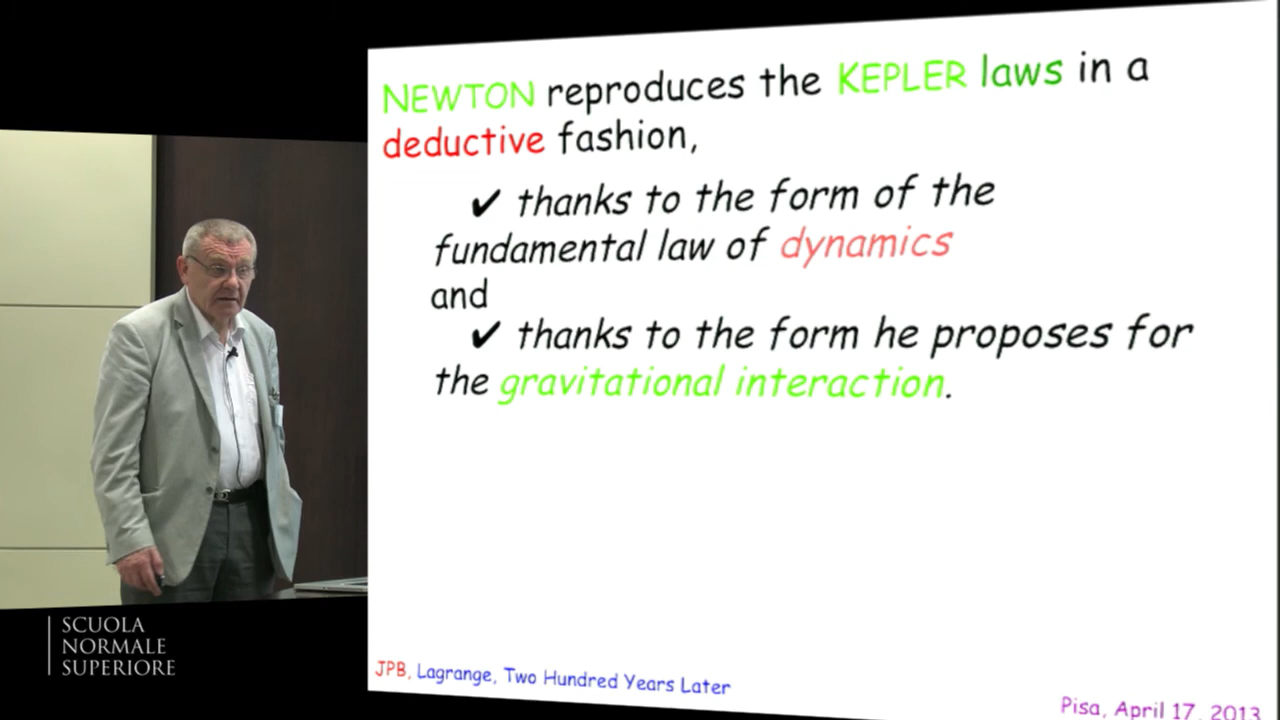 NEWTON reproduces the KEPLER laws in a
deductive fashion,
✔ thanks to the form of the
fundamental law of dynamics
and
✔ thanks to the form he proposes for
the gravitational interaction.
JPB, Lagrange, Two Hundred Years Later
Pisa, April 17, 2013
SCUOLA
NORMALE
SUPERIORE